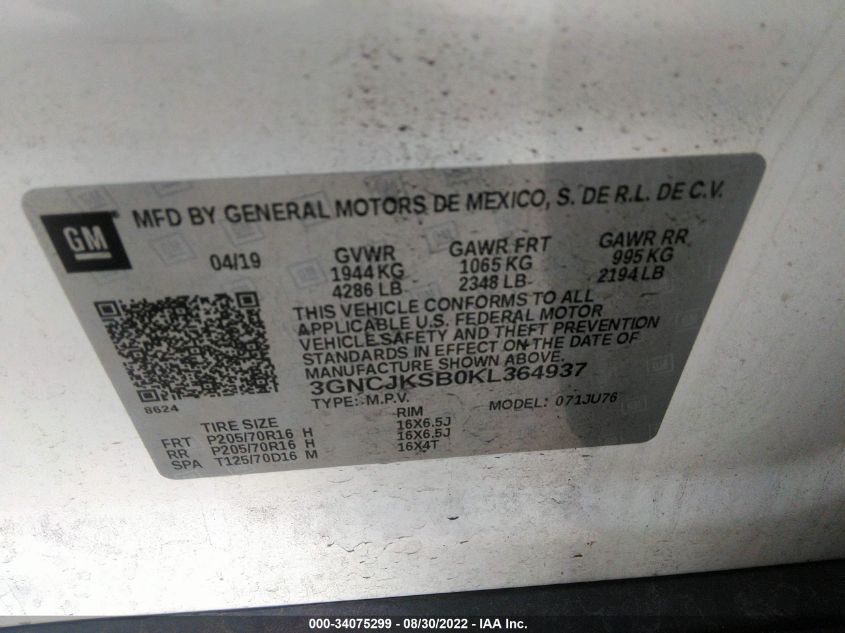 GM
MFD BY GENERAL MOTORS DE MEXICO, S. DE R.L. DE C.V.
04/19 GVWR GAWR FRT GAWR RR
1944 KG 1065 KG 995 KG
4286 LB 2348 LB 2194 LB
THIS VEHICLE CONFORMS TO ALL
APPLICABLE U.S. FEDERAL MOTOR
VEHICLE SAFETY AND THEFT PREVENTION
STANDARDS IN EFFECT ON THE DATE OF
MANUFACTURE SHOWN ABOVE.
3GNCJKSB0KL364937
8624
TYPE: M.P.V. MODEL: 071JU76
TIRE SIZE RIM
FRT P205/70R16 H 16X6.5J
RR P205/70R16 H 16X6.5J
SPA T125/70D16 M 16X4T
000-34075299 - 08/30/2022 - IAA Inc.